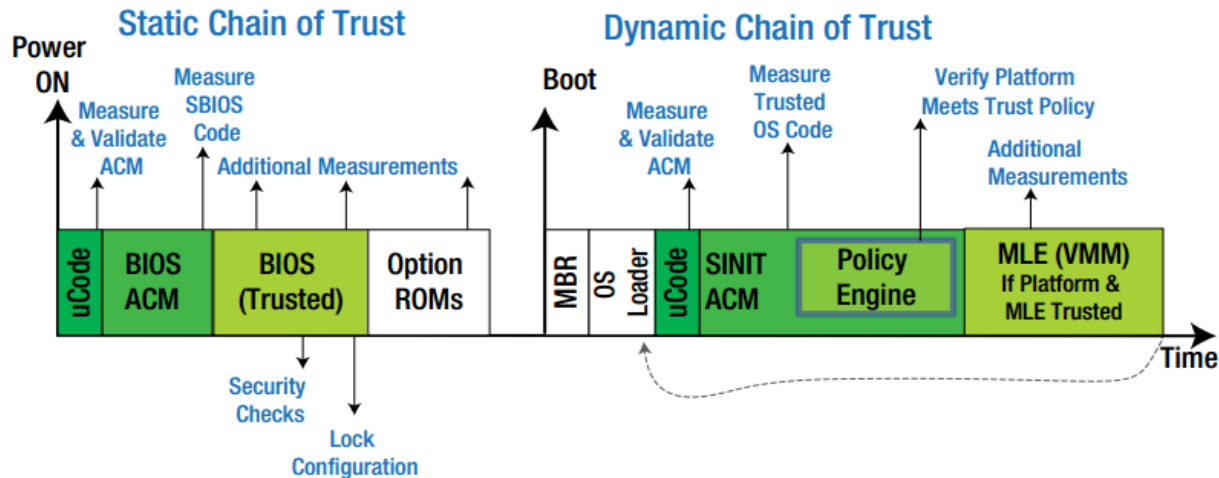 Static Chain of Trust
Dynamic Chain of Trust
Power
ON
Measure
& Validate
ACM
Measure
SBIOS
Code
Additional Measurements
uCode
BIOS
ACM
BIOS
(Trusted)
Option
ROMs
Security
Checks
Lock
Configuration
Boot
Measure
& Validate
ACM
Measure
Trusted
OS Code
Verify Platform
Meets Trust Policy
Additional
Measurements
MBR
OS
Loader
uCode
SINIT
ACM
Policy
Engine
MLE (VMM)
If Platform &
MLE Trusted
Time